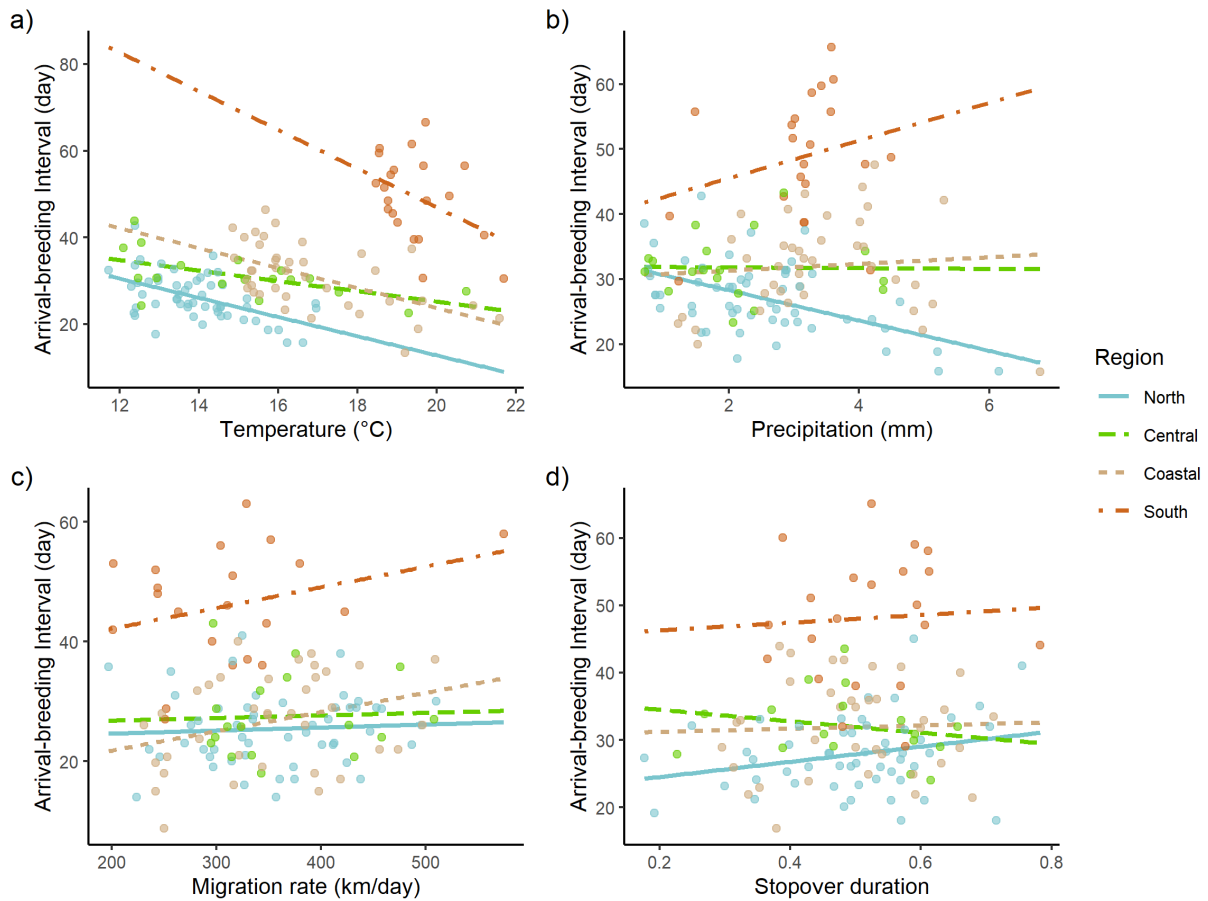 a)
Arrival-breeding Interval (day)
80
60
40
20
12 14 16 18 20 22
Temperature (°C)
b)
Arrival-breeding Interval (day)
60
50
40
30
20
2 4 6
Precipitation (mm)
c)
Arrival-breeding Interval (day)
60
40
20
200 300 400 500
Migration rate (km/day)
d)
Arrival-breeding Interval (day)
60
50
40
30
20
0.2 0.4 0.6 0.8
Stopover duration
Region
North
Central
Coastal
South